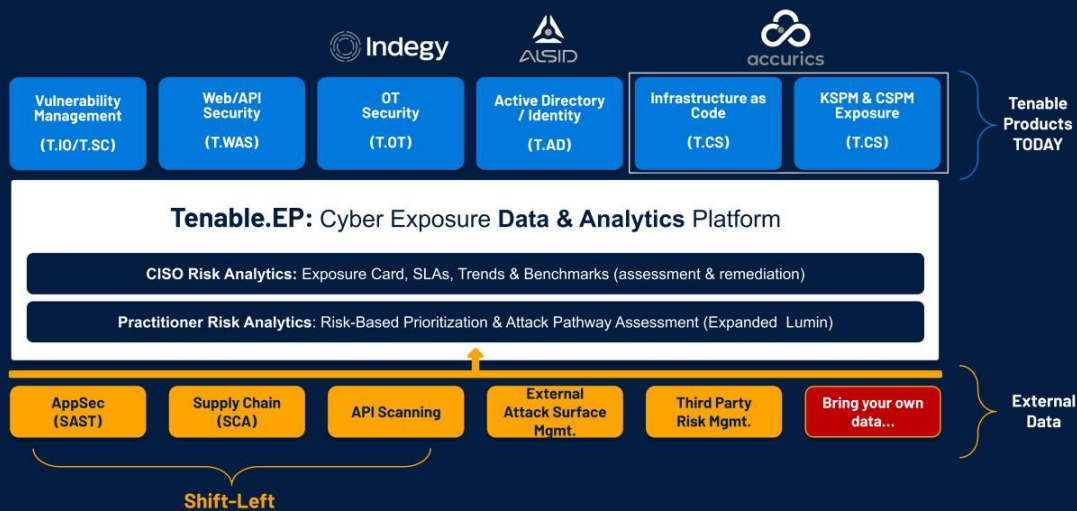 Indegy
ALSID
accurics
Vulnerability
Management
(T.IO/T.SC)
Web/API
Security
(T.WAS)
OT
Security
(T.OT)
Active Directory
/ Identity
(T.AD)
Infrastructure as
Code
(T.CS)
KSPM & CSPM
Exposure
(T.CS)
Tenable
Products
TODAY
Tenable.EP: Cyber Exposure Data & Analytics Platform
CISO Risk Analytics: Exposure Card, SLAs, Trends & Benchmarks (assessment & remediation)
Practitioner Risk Analytics: Risk-Based Prioritization & Attack Pathway Assessment (Expanded Lumin)
AppSec
(SAST)
Supply Chain
(SCA)
API Scanning
External
Attack Surface
Mgmt.
Third Party
Risk Mgmt.
Bring your own
data...
External
Data
Shift-Left